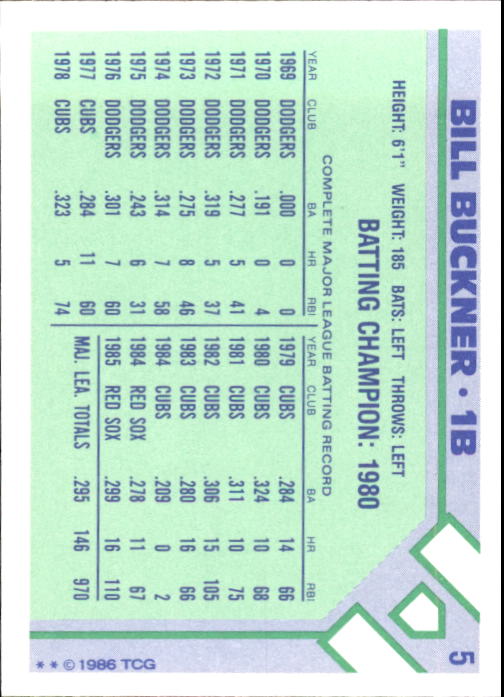 BILL BUCKNER • 1B
5
HEIGHT: 6'1" WEIGHT: 185 BATS: LEFT THROWS: LEFT
BATTING CHAMPION: 1980
COMPLETE MAJOR LEAGUE BATTING RECORD
YEAR CLUB BA HR RBI
1969 DODGERS .000 0 0
1970 DODGERS .191 0 4
1971 DODGERS .277 5 41
1972 DODGERS .319 5 37
1973 DODGERS .275 8 46
1974 DODGERS .314 7 58
1975 DODGERS .243 6 31
1976 DODGERS .301 7 60
1977 CUBS .284 11 60
1978 CUBS .323 5 74
YEAR CLUB BA HR RBI
1979 CUBS .284 14 66
1980 CUBS .324 10 68
1981 CUBS .311 10 75
1982 CUBS .306 15 105
1983 CUBS .280 16 66
1984 CUBS .209 0 2
1984 RED SOX .278 11 67
1985 RED SOX .299 16 110
MAJ. LEA. TOTALS .295 146 970
* * © 1986 TCG